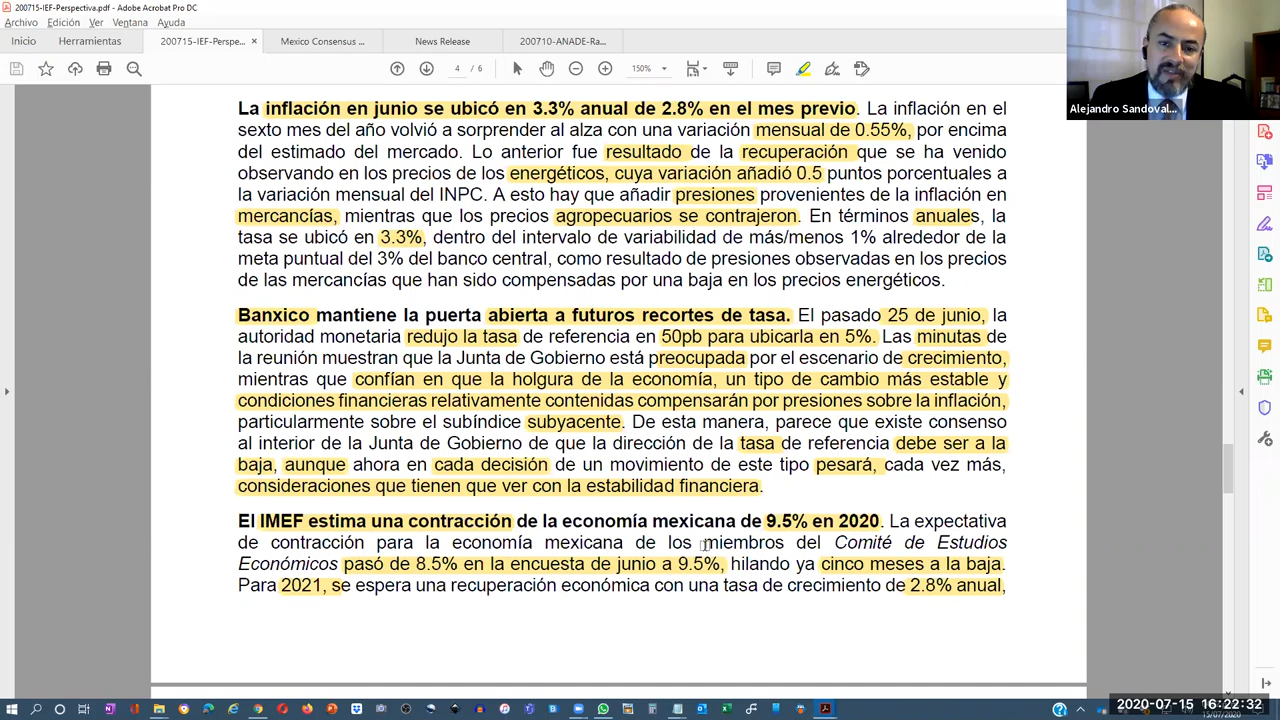 200715-IEF-Perspectiva.pdf - Adobe Acrobat Pro DC
Archivo Edición Ver Ventana Ayuda
Inicio Herramientas 200715-IEF-Perspe... × Mexico Consensus ... News Release 200710-ANADE-Ra...
4 / 6 150%
Alejandro Sandoval...
La inflación en junio se ubicó en 3.3% anual de 2.8% en el mes previo. La inflación en el
sexto mes del año volvió a sorprender al alza con una variación mensual de 0.55%, por encima
del estimado del mercado. Lo anterior fue resultado de la recuperación que se ha venido
observando en los precios de los energéticos, cuya variación añadió 0.5 puntos porcentuales a
la variación mensual del INPC. A esto hay que añadir presiones provenientes de la inflación en
mercancías, mientras que los precios agropecuarios se contrajeron. En términos anuales, la
tasa se ubicó en 3.3%, dentro del intervalo de variabilidad de más/menos 1% alrededor de la
meta puntual del 3% del banco central, como resultado de presiones observadas en los precios
de las mercancías que han sido compensadas por una baja en los precios energéticos.
Banxico mantiene la puerta abierta a futuros recortes de tasa. El pasado 25 de junio, la
autoridad monetaria redujo la tasa de referencia en 50pb para ubicarla en 5%. Las minutas de
la reunión muestran que la Junta de Gobierno está preocupada por el escenario de crecimiento,
mientras que confían en que la holgura de la economía, un tipo de cambio más estable y
condiciones financieras relativamente contenidas compensarán por presiones sobre la inflación,
particularmente sobre el subíndice subyacente. De esta manera, parece que existe consenso
al interior de la Junta de Gobierno de que la dirección de la tasa de referencia debe ser a la
baja, aunque ahora en cada decisión de un movimiento de este tipo pesará, cada vez más,
consideraciones que tienen que ver con la estabilidad financiera.
El IMEF estima una contracción de la economía mexicana de 9.5% en 2020. La expectativa
de contracción para la economía mexicana de los miembros del Comité de Estudios
Económicos pasó de 8.5% en la encuesta de junio a 9.5%, hilando ya cinco meses a la baja.
Para 2021, se espera una recuperación económica con una tasa de crecimiento de 2.8% anual,
2020-07-15 16:22:32
15/07/2020